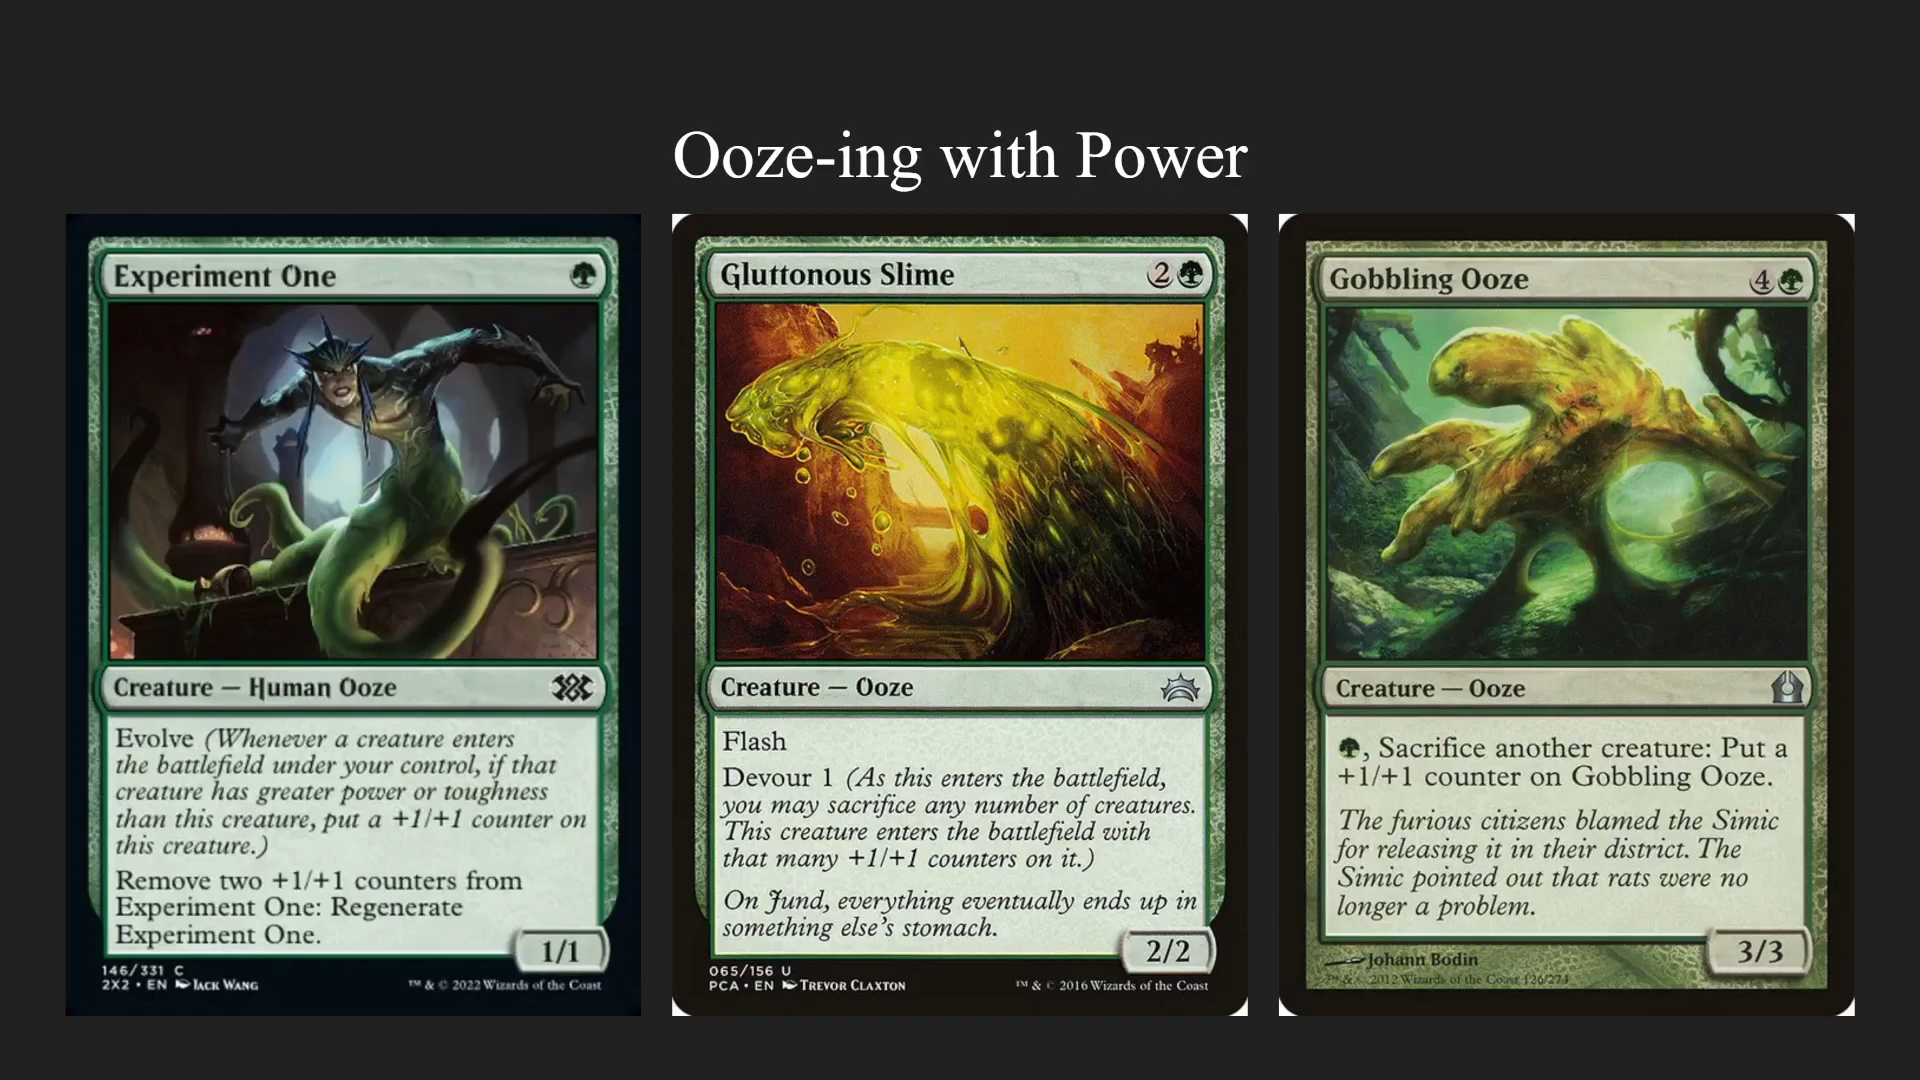 Ooze-ing with Power
Experiment One
Creature — Human Ooze
Evolve (Whenever a creature enters
the battlefield under your control, if that
creature has greater power or toughness
than this creature, put a +1/+1 counter on
this creature.)
Remove two +1/+1 counters from
Experiment One: Regenerate
Experiment One.
1/1
146/331 C
2X2 • EN Jack Wang
™ & © 2022 Wizards of the Coast
Gluttonous Slime 2
Creature — Ooze
Flash
Devour 1 (As this enters the battlefield,
you may sacrifice any number of creatures.
This creature enters the battlefield with
that many +1/+1 counters on it.)
On Jund, everything eventually ends up in
something else's stomach.
2/2
065/156 U
PCA • EN Trevor Claxton
™ & © 2016 Wizards of the Coast
Gobbling Ooze 4
Creature — Ooze
, Sacrifice another creature: Put a
+1/+1 counter on Gobbling Ooze.
The furious citizens blamed the Simic
for releasing it in their district. The
Simic pointed out that rats were no
longer a problem.
3/3
Johann Bodin
™ & © 2012 Wizards of the Coast 126/274